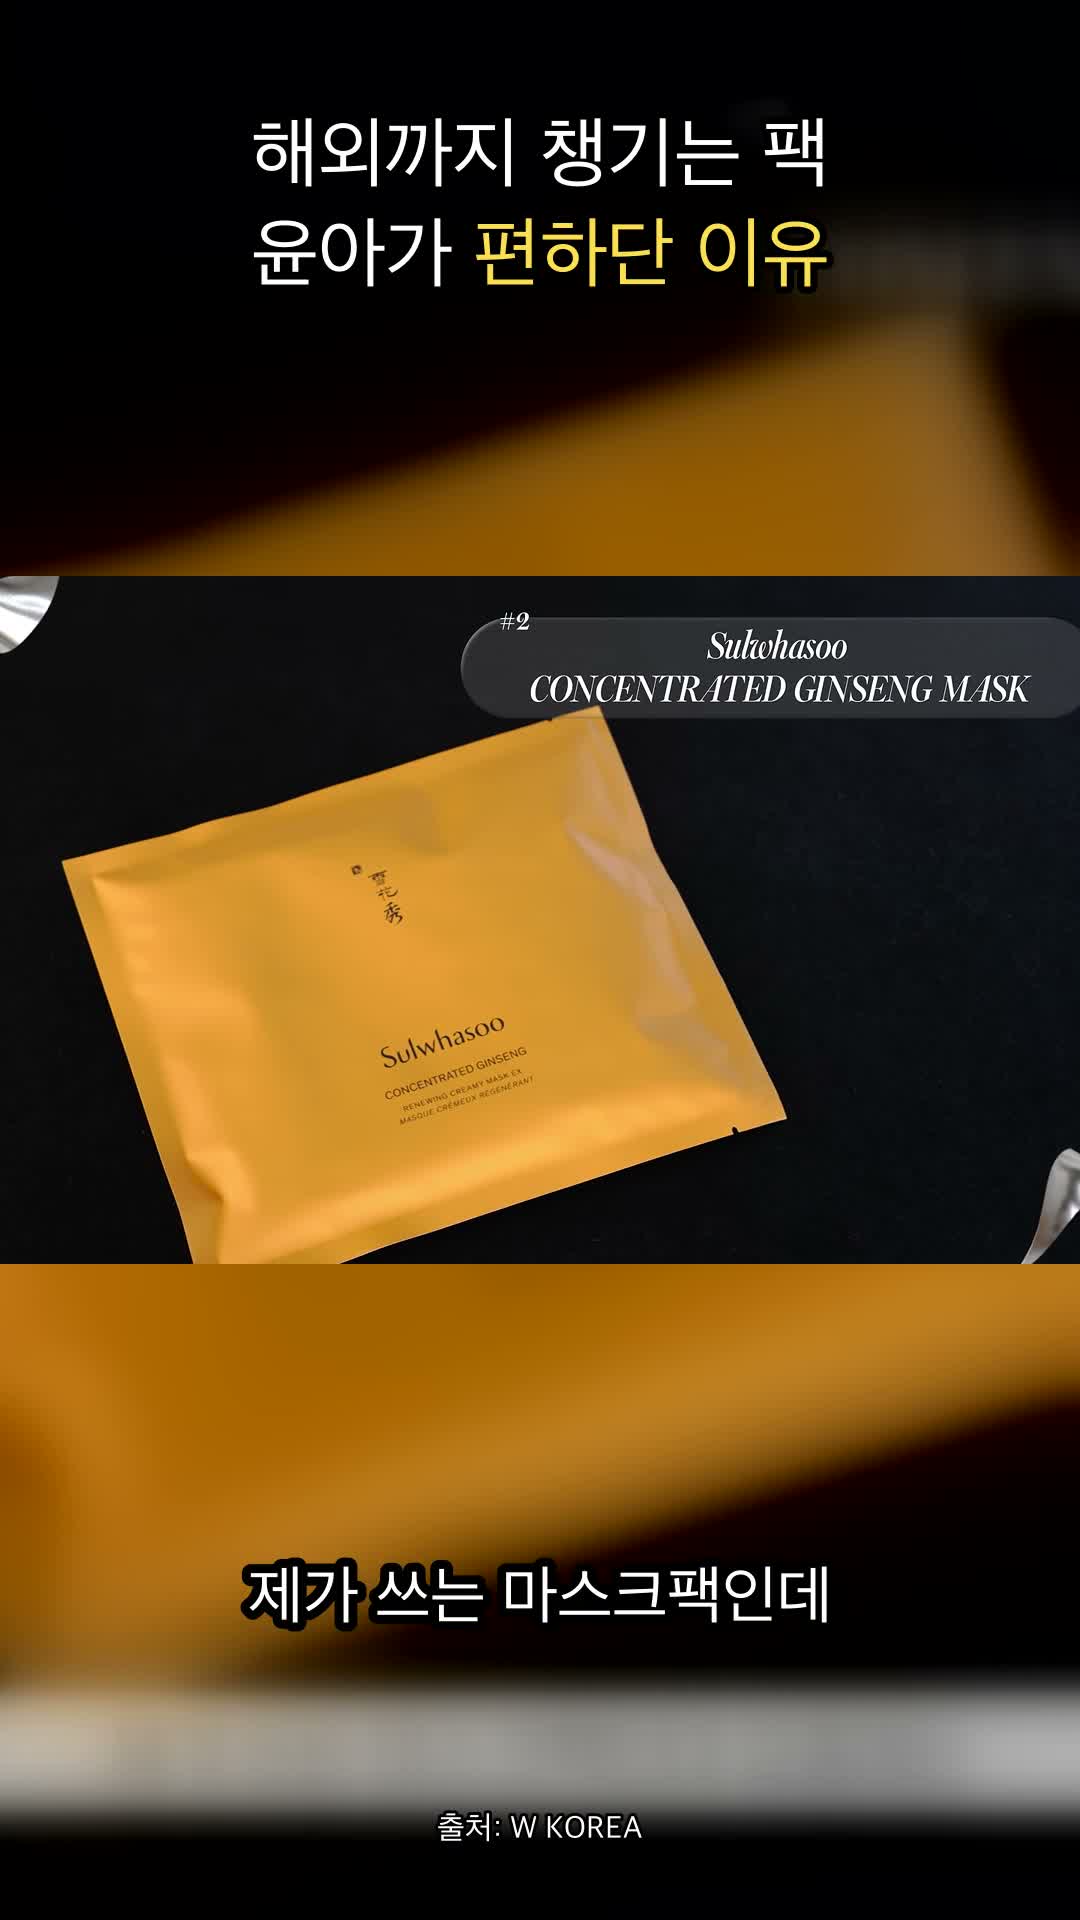 해외까지 챙기는 팩
윤아가 편하단 이유
#2
Sulwhasoo
CONCENTRATED GINSENG MASK
雪花秀
Sulwhasoo
CONCENTRATED GINSENG
RENEWING CREAMY MASK EX
MASQUE CRÉMEUX RÉGÉNÉRANT
제가 쓰는 마스크팩인데
출처: W KOREA